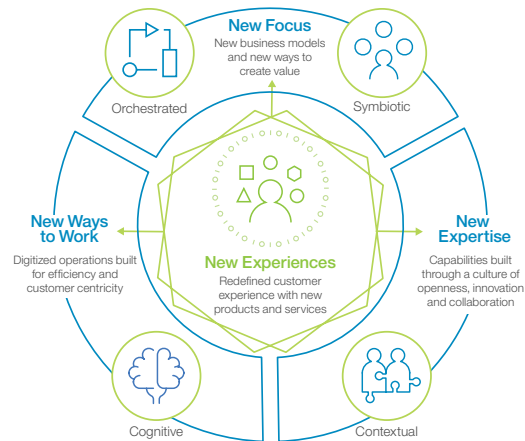 New Focus
New business models
and new ways to
create value
Orchestrated
Symbiotic
New Ways
to Work
Digitized operations built
for efficiency and
customer centricity
New Experiences
Redefined customer
experience with new
products and services
New
Expertise
Capabilities built
through a culture of
openness, innovation
and collaboration
Cognitive
Contextual